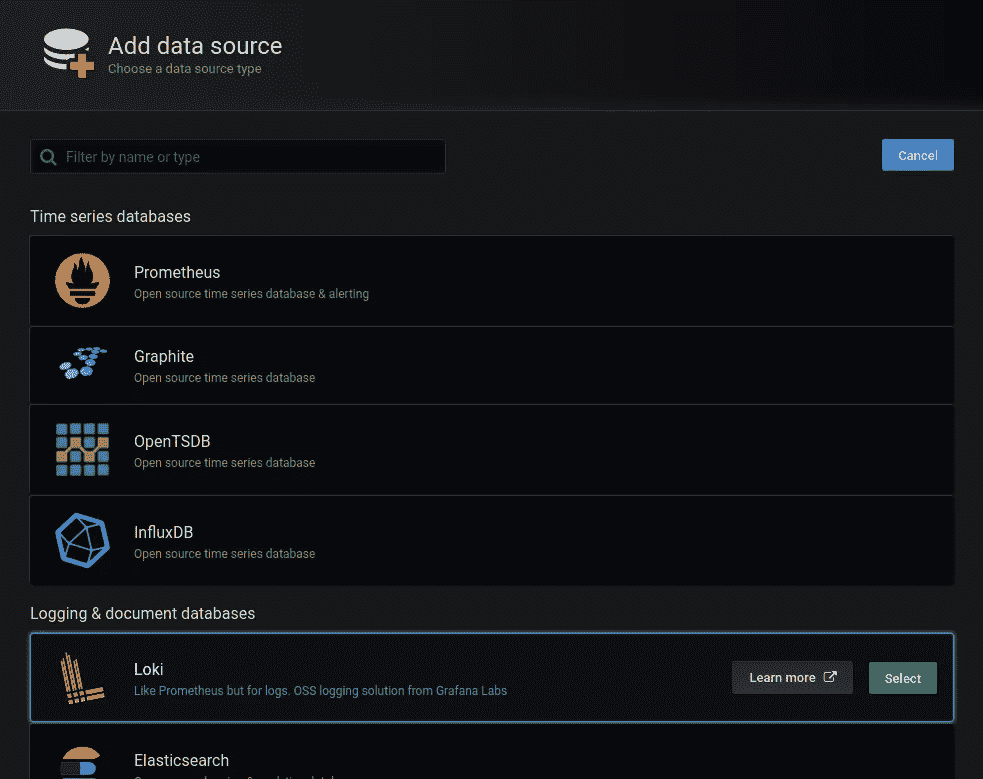 Add data source
Choose a data source type
Filter by name or type
Cancel
Time series databases
Prometheus
Open source time series database & alerting
Graphite
Open source time series database
OpenTSDB
Open source time series database
InfluxDB
Open source time series database
Logging & document databases
Loki
Like Prometheus but for logs. OSS logging solution from Grafana Labs
Learn more
Select
Elasticsearch